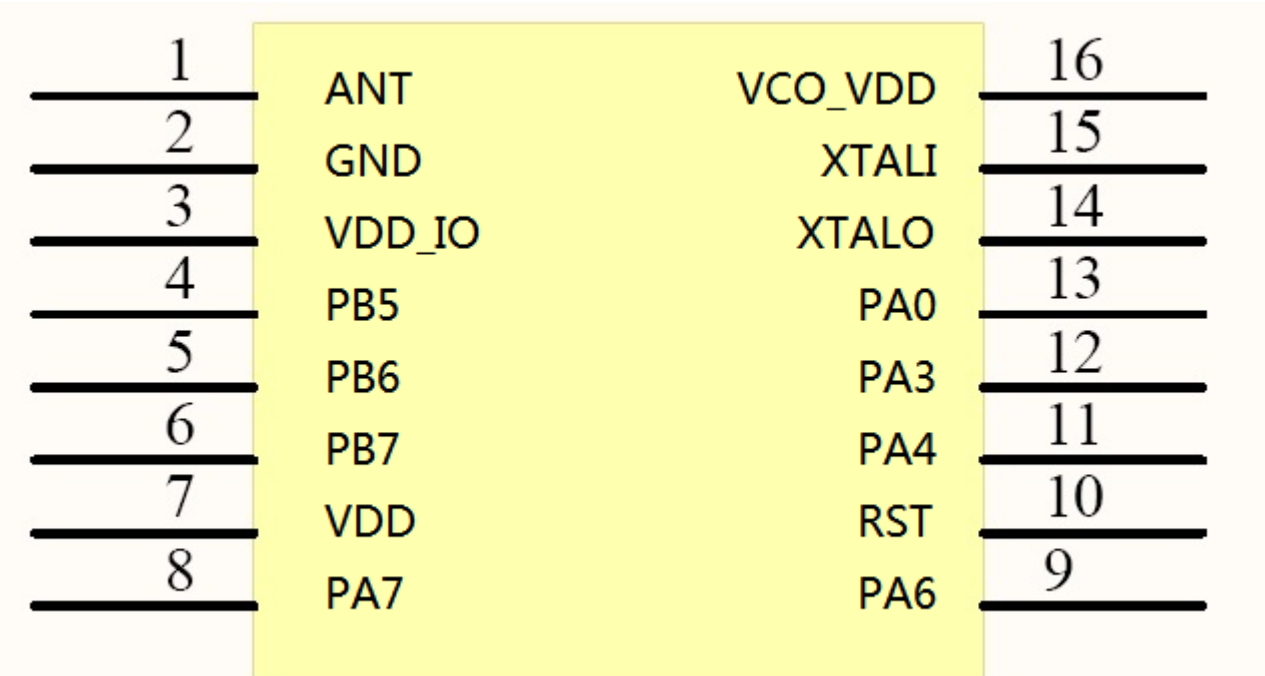 1 ANT VCO_VDD 16
2 GND XTALI 15
3 VDD_IO XTALO 14
4 PB5 PA0 13
5 PB6 PA3 12
6 PB7 PA4 11
7 VDD RST 10
8 PA7 PA6 9